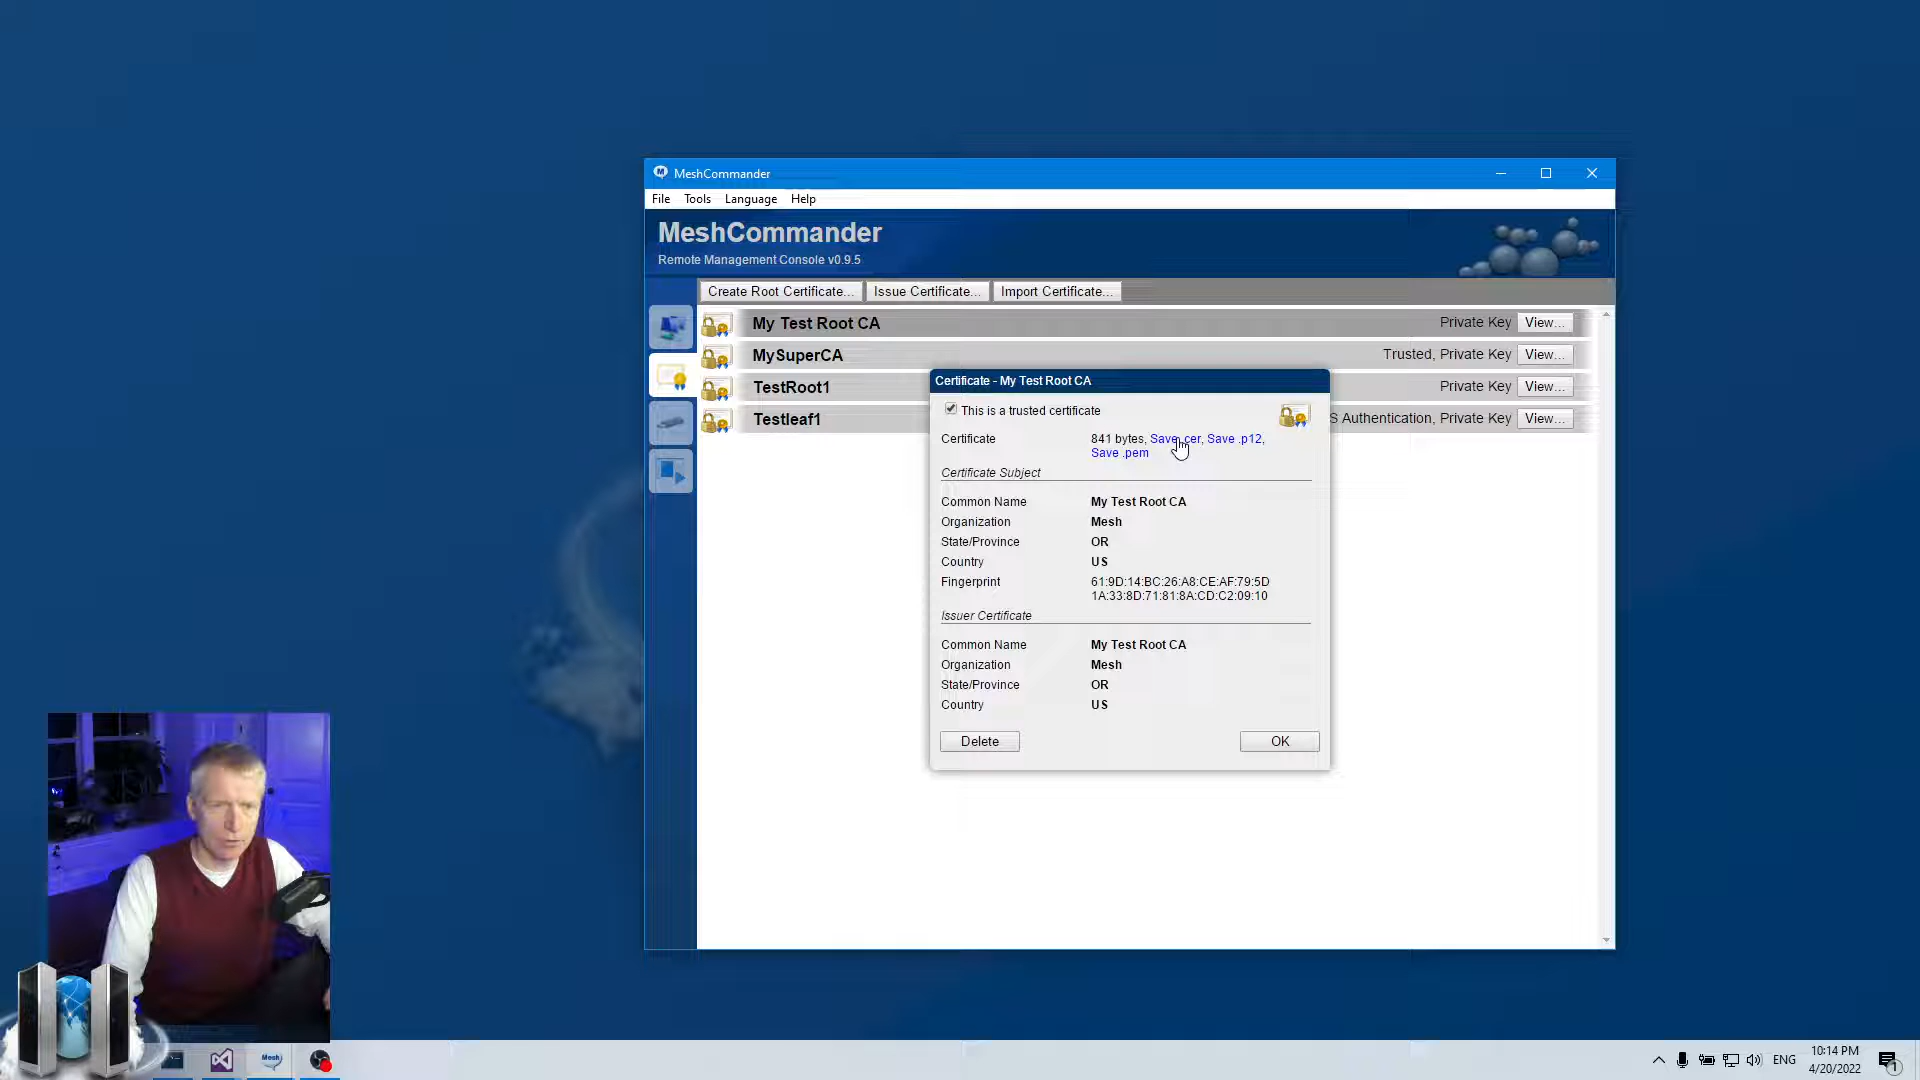 MeshCommander
File Tools Language Help
MeshCommander
Remote Management Console v0.9.5
Create Root Certificate... Issue Certificate... Import Certificate...
My Test Root CA Private Key View...
MySuperCA Trusted, Private Key View...
TestRoot1 Private Key View...
Testleaf1 S Authentication, Private Key View...
Certificate - My Test Root CA
This is a trusted certificate
Certificate 841 bytes, Save .cer, Save .p12,
Save .pem
Certificate Subject
Common Name My Test Root CA
Organization Mesh
State/Province OR
Country US
Fingerprint 61:9D:14:BC:26:A8:CE:AF:79:5D
1A:33:8D:71:81:8A:CD:C2:09:10
Issuer Certificate
Common Name My Test Root CA
Organization Mesh
State/Province OR
Country US
Delete OK
Mesh
ENG
10:14 PM
4/20/2022
1